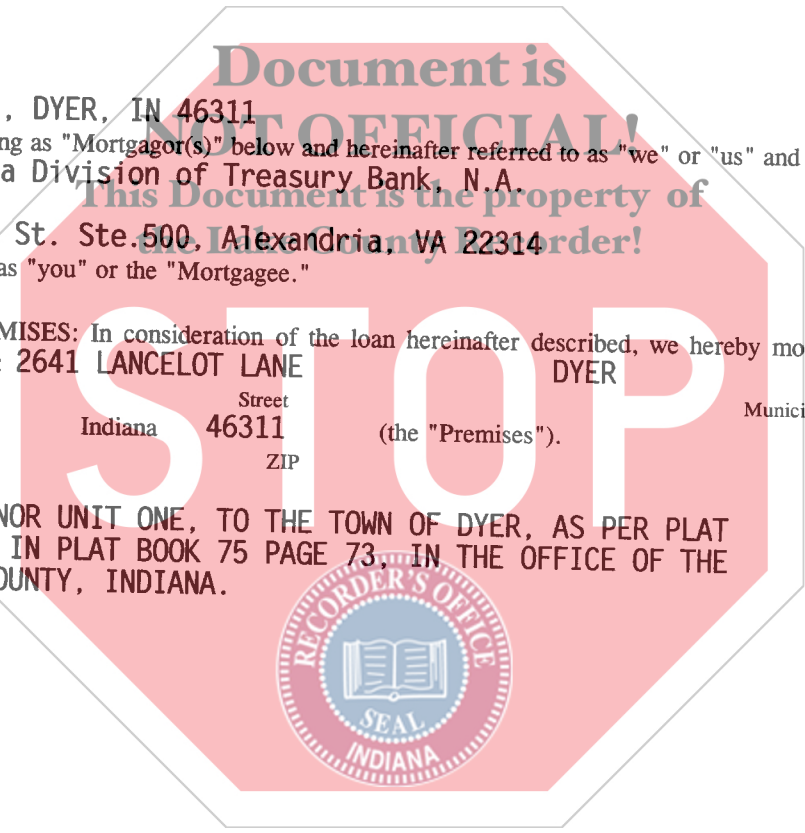 Document is
, DYER, IN 46311
NOT OFFICIAL!
ng as "Mortgagor(s)" below and hereinafter referred to as "we" or "us" and
a Division of Treasury Bank, N.A.
This Document is the property of
St. Ste.500, Alexandria, VA 22314
the Lake County Recorder!
as "you" or the "Mortgagee."
MISES: In consideration of the loan hereinafter described, we hereby mo
: 2641 LANCELOT LANE DYER
Street Munici
Indiana 46311 (the "Premises").
ZIP
STOP
NOR UNIT ONE, TO THE TOWN OF DYER, AS PER PLAT
IN PLAT BOOK 75 PAGE 73, IN THE OFFICE OF THE
OUNTY, INDIANA.
RECORDER'S OFFICE
SEAL
INDIANA